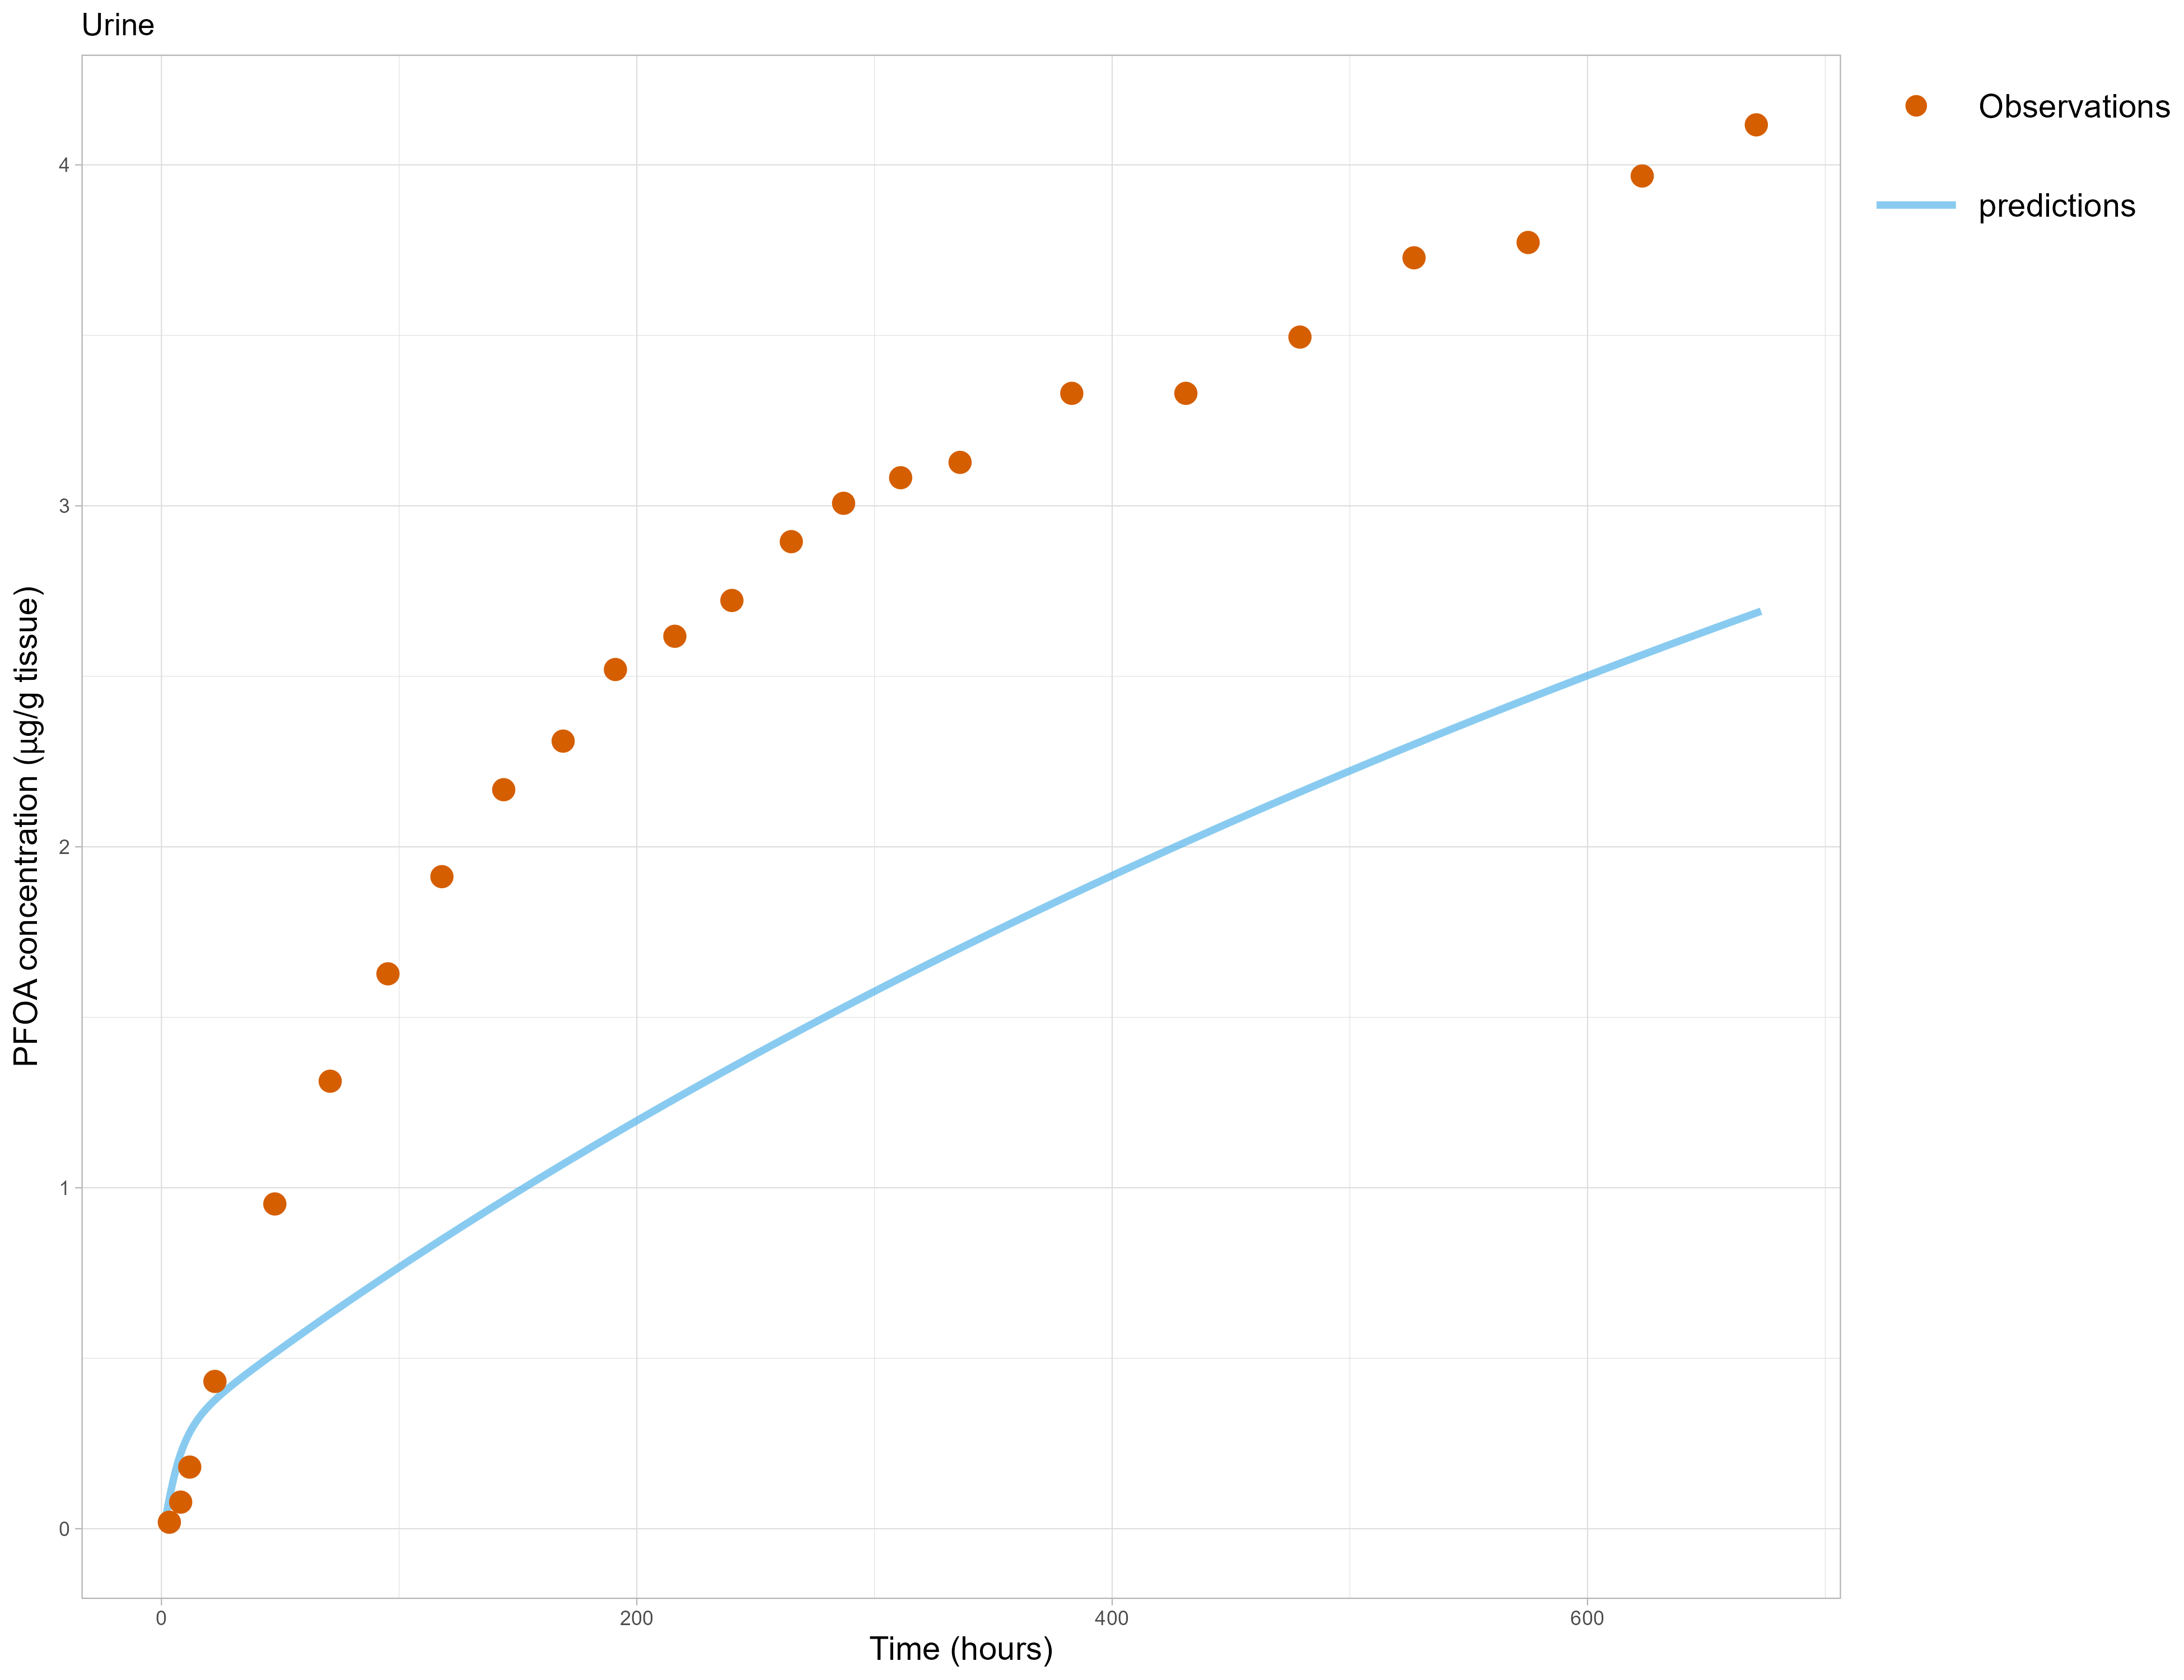 Urine
Observations
predictions
PFOA concentration (µg/g tissue)
4
3
2
1
0
0 200 400 600
Time (hours)